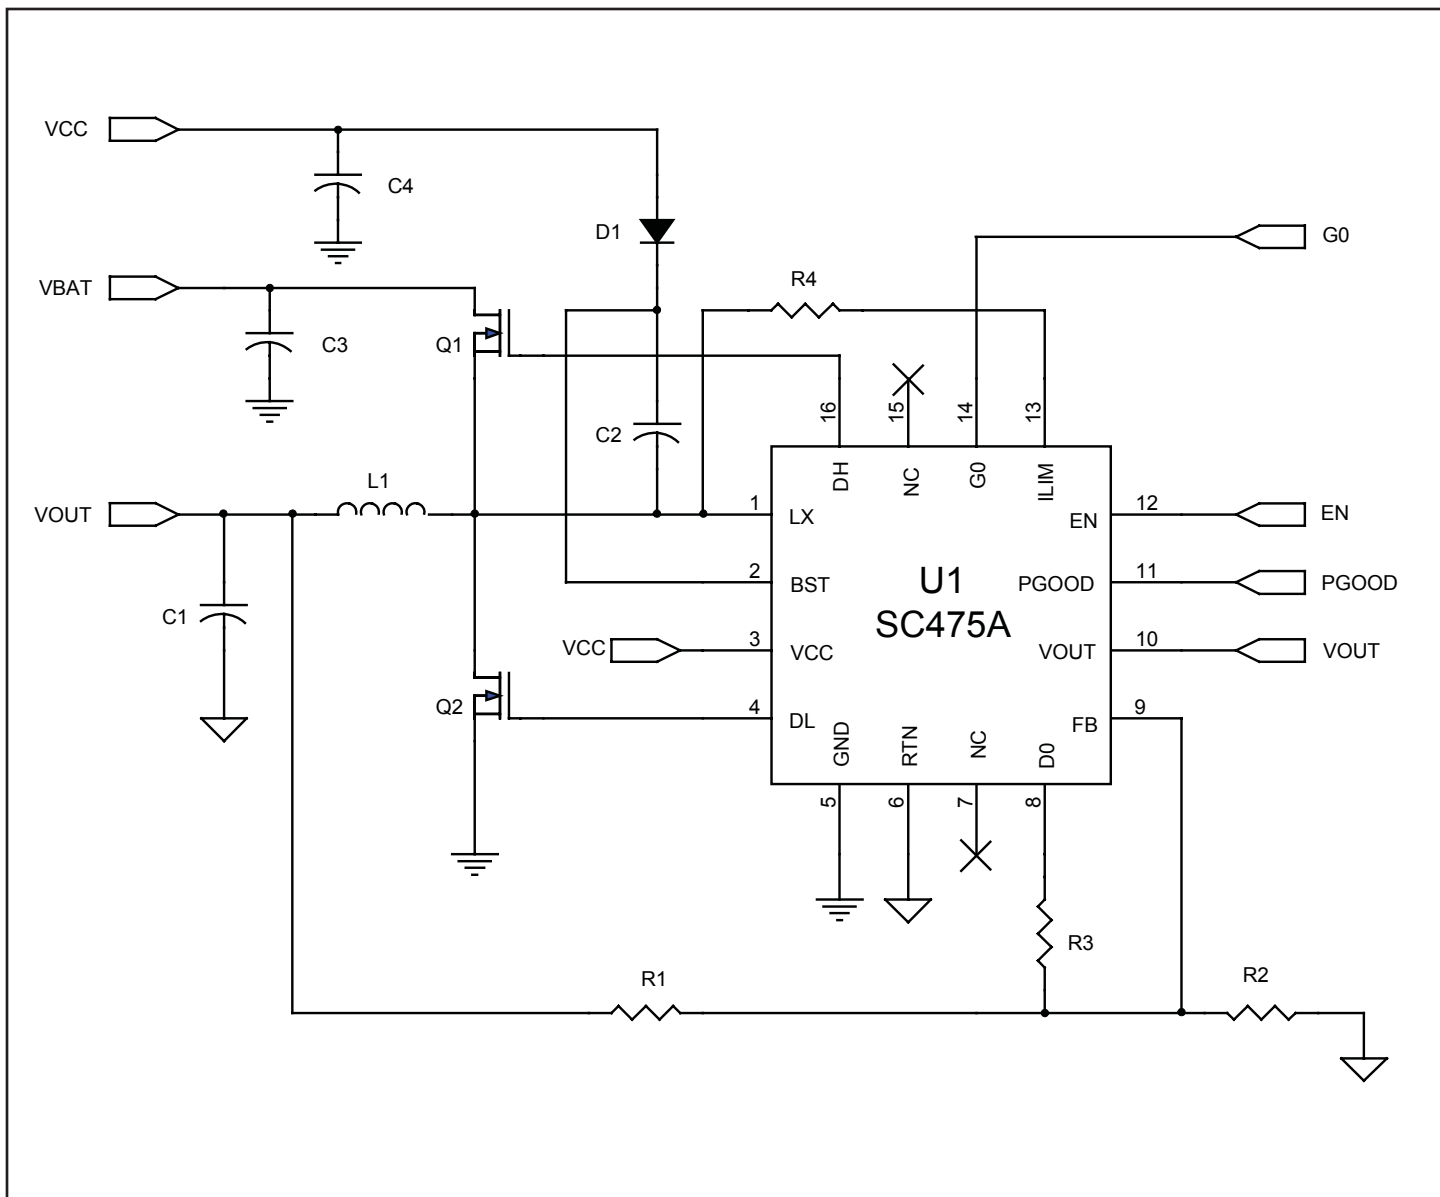 VCC
C4
D1
G0
VBAT
R4
C3
Q1
16
15
14
13
C2
DH
NC
G0
ILIM
L1
VOUT
1
LX
EN
12
EN
2
BST
U1
PGOOD
11
PGOOD
C1
SC475A
VCC
3
VCC
VOUT
10
VOUT
Q2
4
DL
FB
9
GND
RTN
NC
D0
5
6
7
8
R3
R1
R2